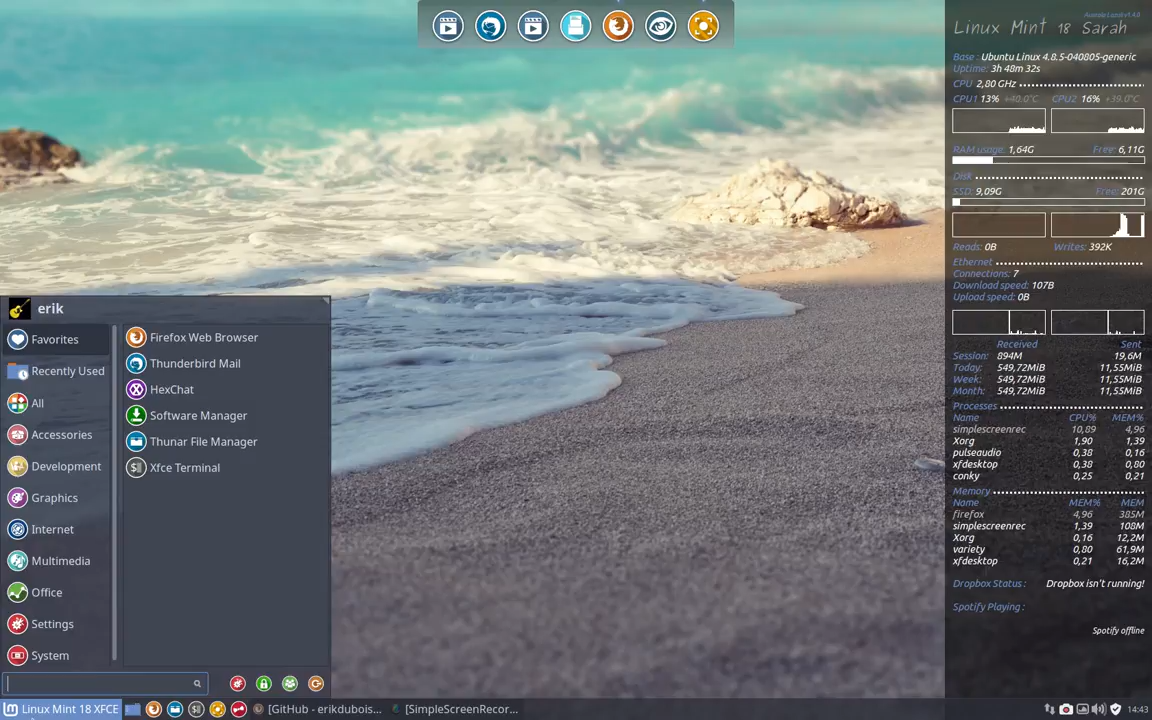 Linux Mint 18 Sarah
Base : Ubuntu Linux 4.8.5-040805-generic
Uptime: 3h 48m 32s
CPU 2,80 GHz
CPU1 13% +40.0°C CPU2 16% +39.0°C
RAM usage: 1,64G Free: 6,11G
Disk
SSD: 9,09G Free: 201G
Reads: 0B Writes: 392K
Ethernet
Connections: 7
Download speed: 107B
Upload speed: 0B
Received Sent
Session: 894M 19,6M
Today: 549,72MiB 11,55MiB
Week: 549,72MiB 11,55MiB
Month: 549,72MiB 11,55MiB
Processes
Name CPU% MEM%
simplescreenrec 10,89 4,96
Xorg 1,90 1,39
pulseaudio 0,38 0,16
xfdesktop 0,38 0,80
conky 0,25 0,21
Memory
Name MEM% MEM
firefox 4,96 385M
simplescreenrec 1,39 108M
Xorg 0,16 12,2M
variety 0,80 61,9M
xfdesktop 0,21 16,2M
Dropbox Status : Dropbox isn't running!
Spotify Playing :
Spotify offline
erik
Favorites
Recently Used
All
Accessories
Development
Graphics
Internet
Multimedia
Office
Settings
System
Firefox Web Browser
Thunderbird Mail
HexChat
Software Manager
Thunar File Manager
Xfce Terminal
Linux Mint 18 XFCE
[GitHub - erikdubois...
[SimpleScreenRecor...
14:43